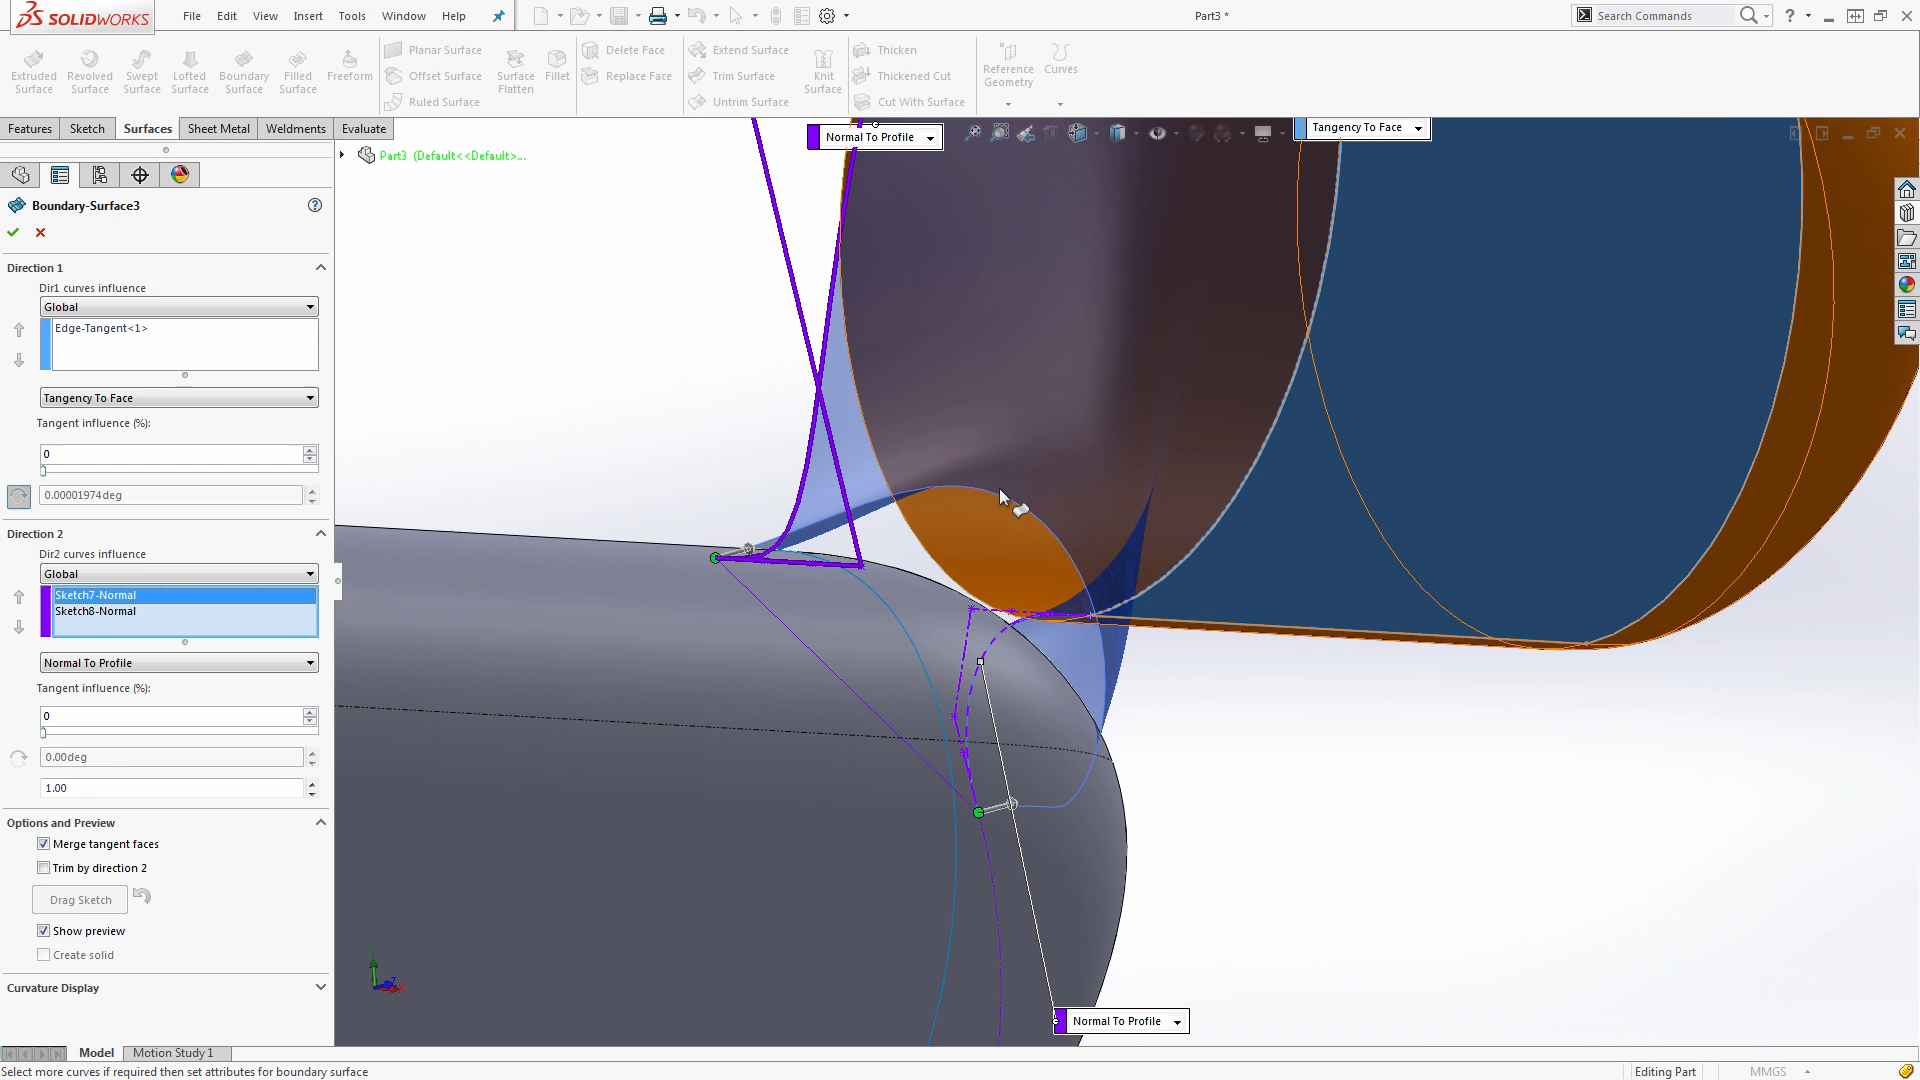 SOLIDWORKS
File Edit View Insert Tools Window Help
Part3 *
Search Commands
Extruded Surface
Revolved Surface
Swept Surface
Lofted Surface
Boundary Surface
Filled Surface
Freeform
Planar Surface
Offset Surface
Ruled Surface
Surface Flatten
Fillet
Delete Face
Replace Face
Extend Surface
Trim Surface
Untrim Surface
Knit Surface
Thicken
Thickened Cut
Cut With Surface
Reference Geometry
Curves
Features Sketch Surfaces Sheet Metal Weldments Evaluate
Normal To Profile
Tangency To Face
Part3 (Default<<Default>...
Boundary-Surface3
Direction 1
Dir1 curves influence
Global
Edge-Tangent<1>
Tangency To Face
Tangent influence (%):
0
0.00001974deg
Direction 2
Dir2 curves influence
Global
Sketch7-Normal
Sketch8-Normal
Normal To Profile
Tangent influence (%):
0
0.00deg
1.00
Options and Preview
Merge tangent faces
Trim by direction 2
Drag Sketch
Show preview
Create solid
Curvature Display
Normal To Profile
Model Motion Study 1
Select more curves if required then set attributes for boundary surface
Editing Part
MMGS